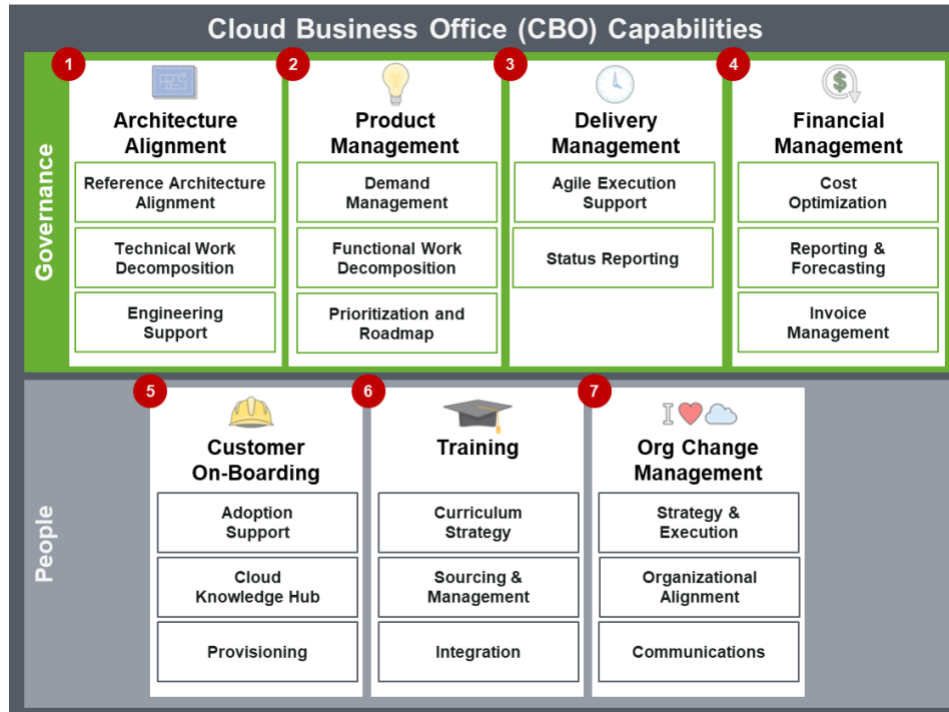 Cloud Business Office (CBO) Capabilities
Governance
1
Architecture
Alignment
Reference Architecture
Alignment
Technical Work
Decomposition
Engineering
Support
2
Product
Management
Demand
Management
Functional Work
Decomposition
Prioritization and
Roadmap
3
Delivery
Management
Agile Execution
Support
Status Reporting
4
$
Financial
Management
Cost
Optimization
Reporting &
Forecasting
Invoice
Management
People
5
Customer
On-Boarding
Adoption
Support
Cloud
Knowledge Hub
Provisioning
6
Training
Curriculum
Strategy
Sourcing &
Management
Integration
7
I
Org Change
Management
Strategy &
Execution
Organizational
Alignment
Communications